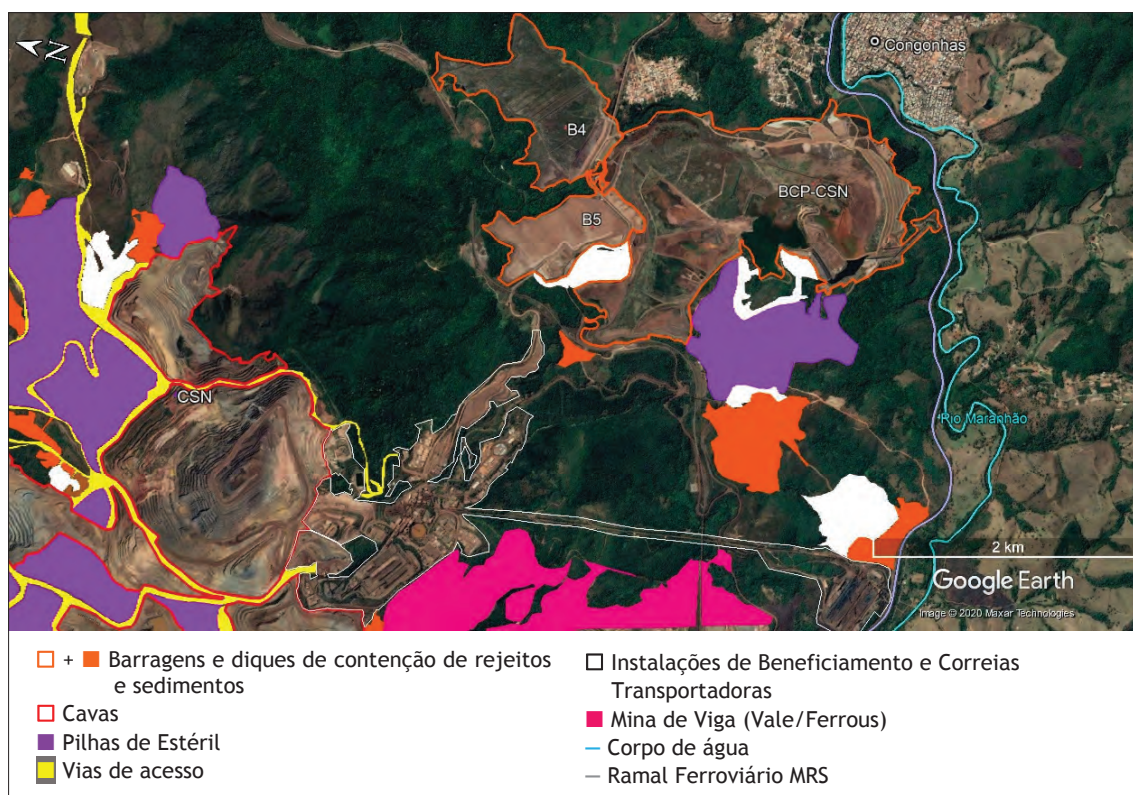 N
Congonhas
B4
BCP-CSN
B5
CSN
Rio Maranhão
2 km
Google Earth
Image © 2020 Maxar Technologies
+ Barragens e diques de contenção de rejeitos
e sedimentos
Cavas
Pilhas de Estéril
Vias de acesso
Instalações de Beneficiamento e Correias
Transportadoras
Mina de Viga (Vale/Ferrous)
Corpo de água
Ramal Ferroviário MRS